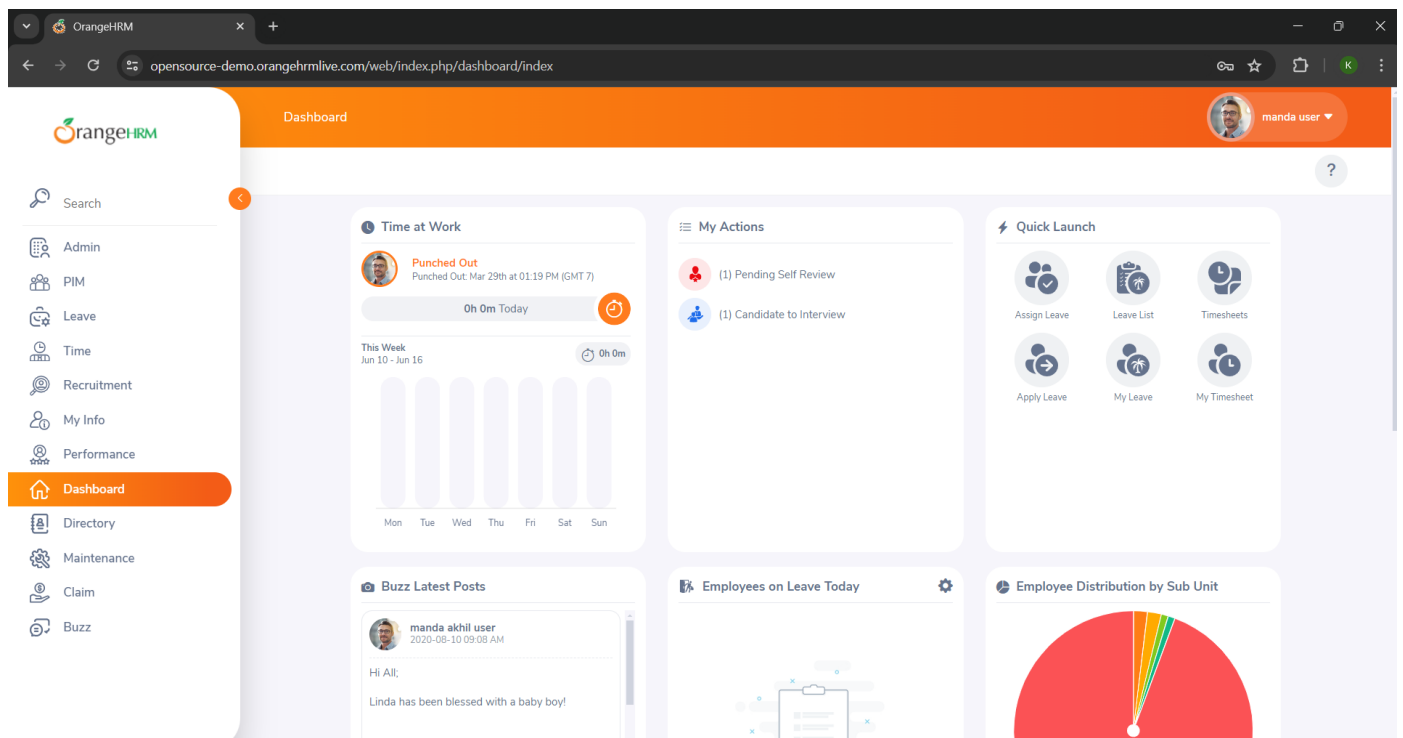 OrangeHRM
opensource-demo.orangehrmlive.com/web/index.php/dashboard/index
K
OrangeHRM
Dashboard
manda user
?
Search
Admin
PIM
Leave
Time
Recruitment
My Info
Performance
Dashboard
Directory
Maintenance
Claim
Buzz
Time at Work
Punched Out
Punched Out: Mar 29th at 01:19 PM (GMT 7)
0h 0m Today
This Week
Jun 10 - Jun 16
0h 0m
Mon Tue Wed Thu Fri Sat Sun
My Actions
(1) Pending Self Review
(1) Candidate to Interview
Quick Launch
Assign Leave Leave List Timesheets
Apply Leave My Leave My Timesheet
Buzz Latest Posts
manda akhil user
2020-08-10 09:08 AM
Hi All;
Linda has been blessed with a baby boy!
Employees on Leave Today
Employee Distribution by Sub Unit